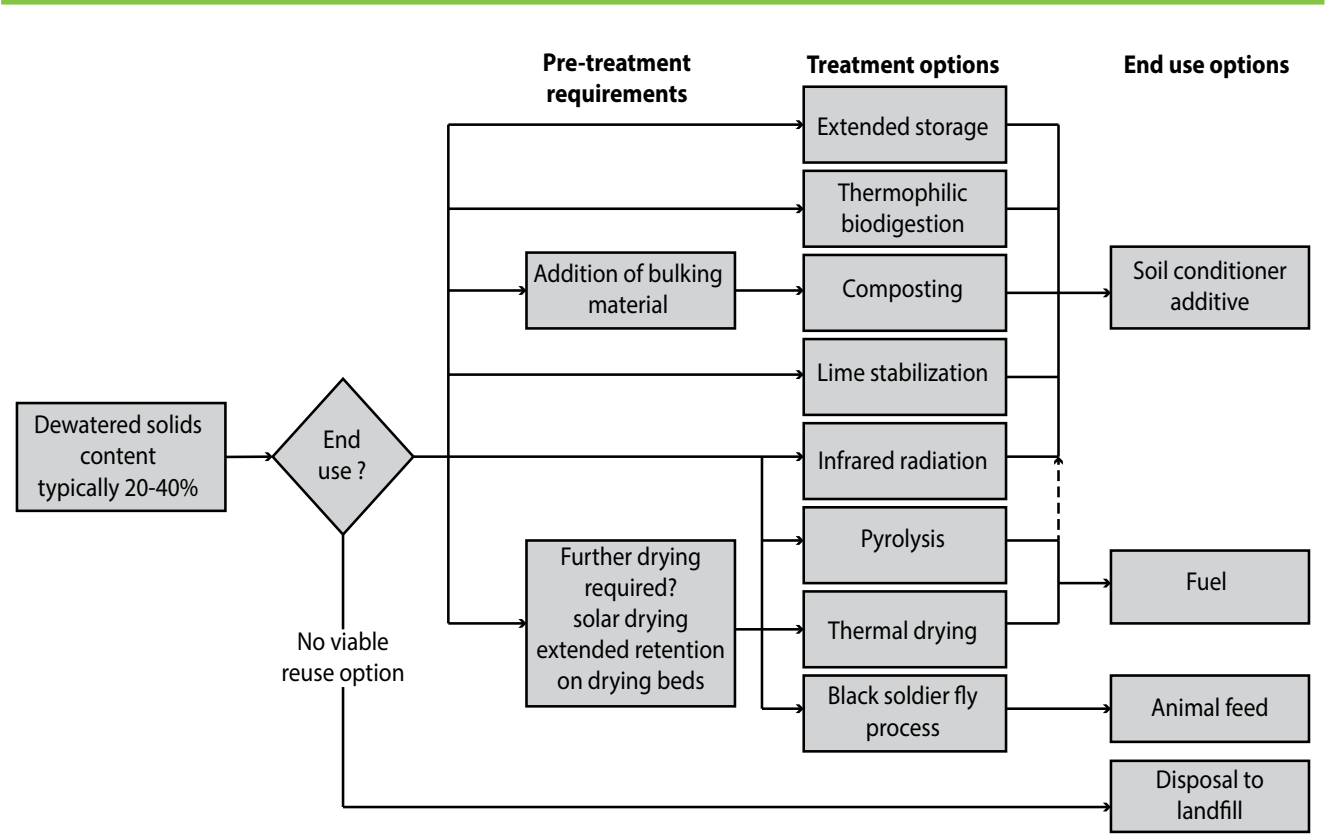 Pre-treatment
requirements
Treatment options
End use options
Extended storage
Thermophilic
biodigestion
Addition of bulking
material
Composting
Soil conditioner
additive
Lime stabilization
Dewatered solids
content
typically 20-40%
End
use ?
Infrared radiation
Further drying
required?
solar drying
extended retention
on drying beds
Pyrolysis
Fuel
Thermal drying
No viable
reuse option
Black soldier fly
process
Animal feed
Disposal to
landfill